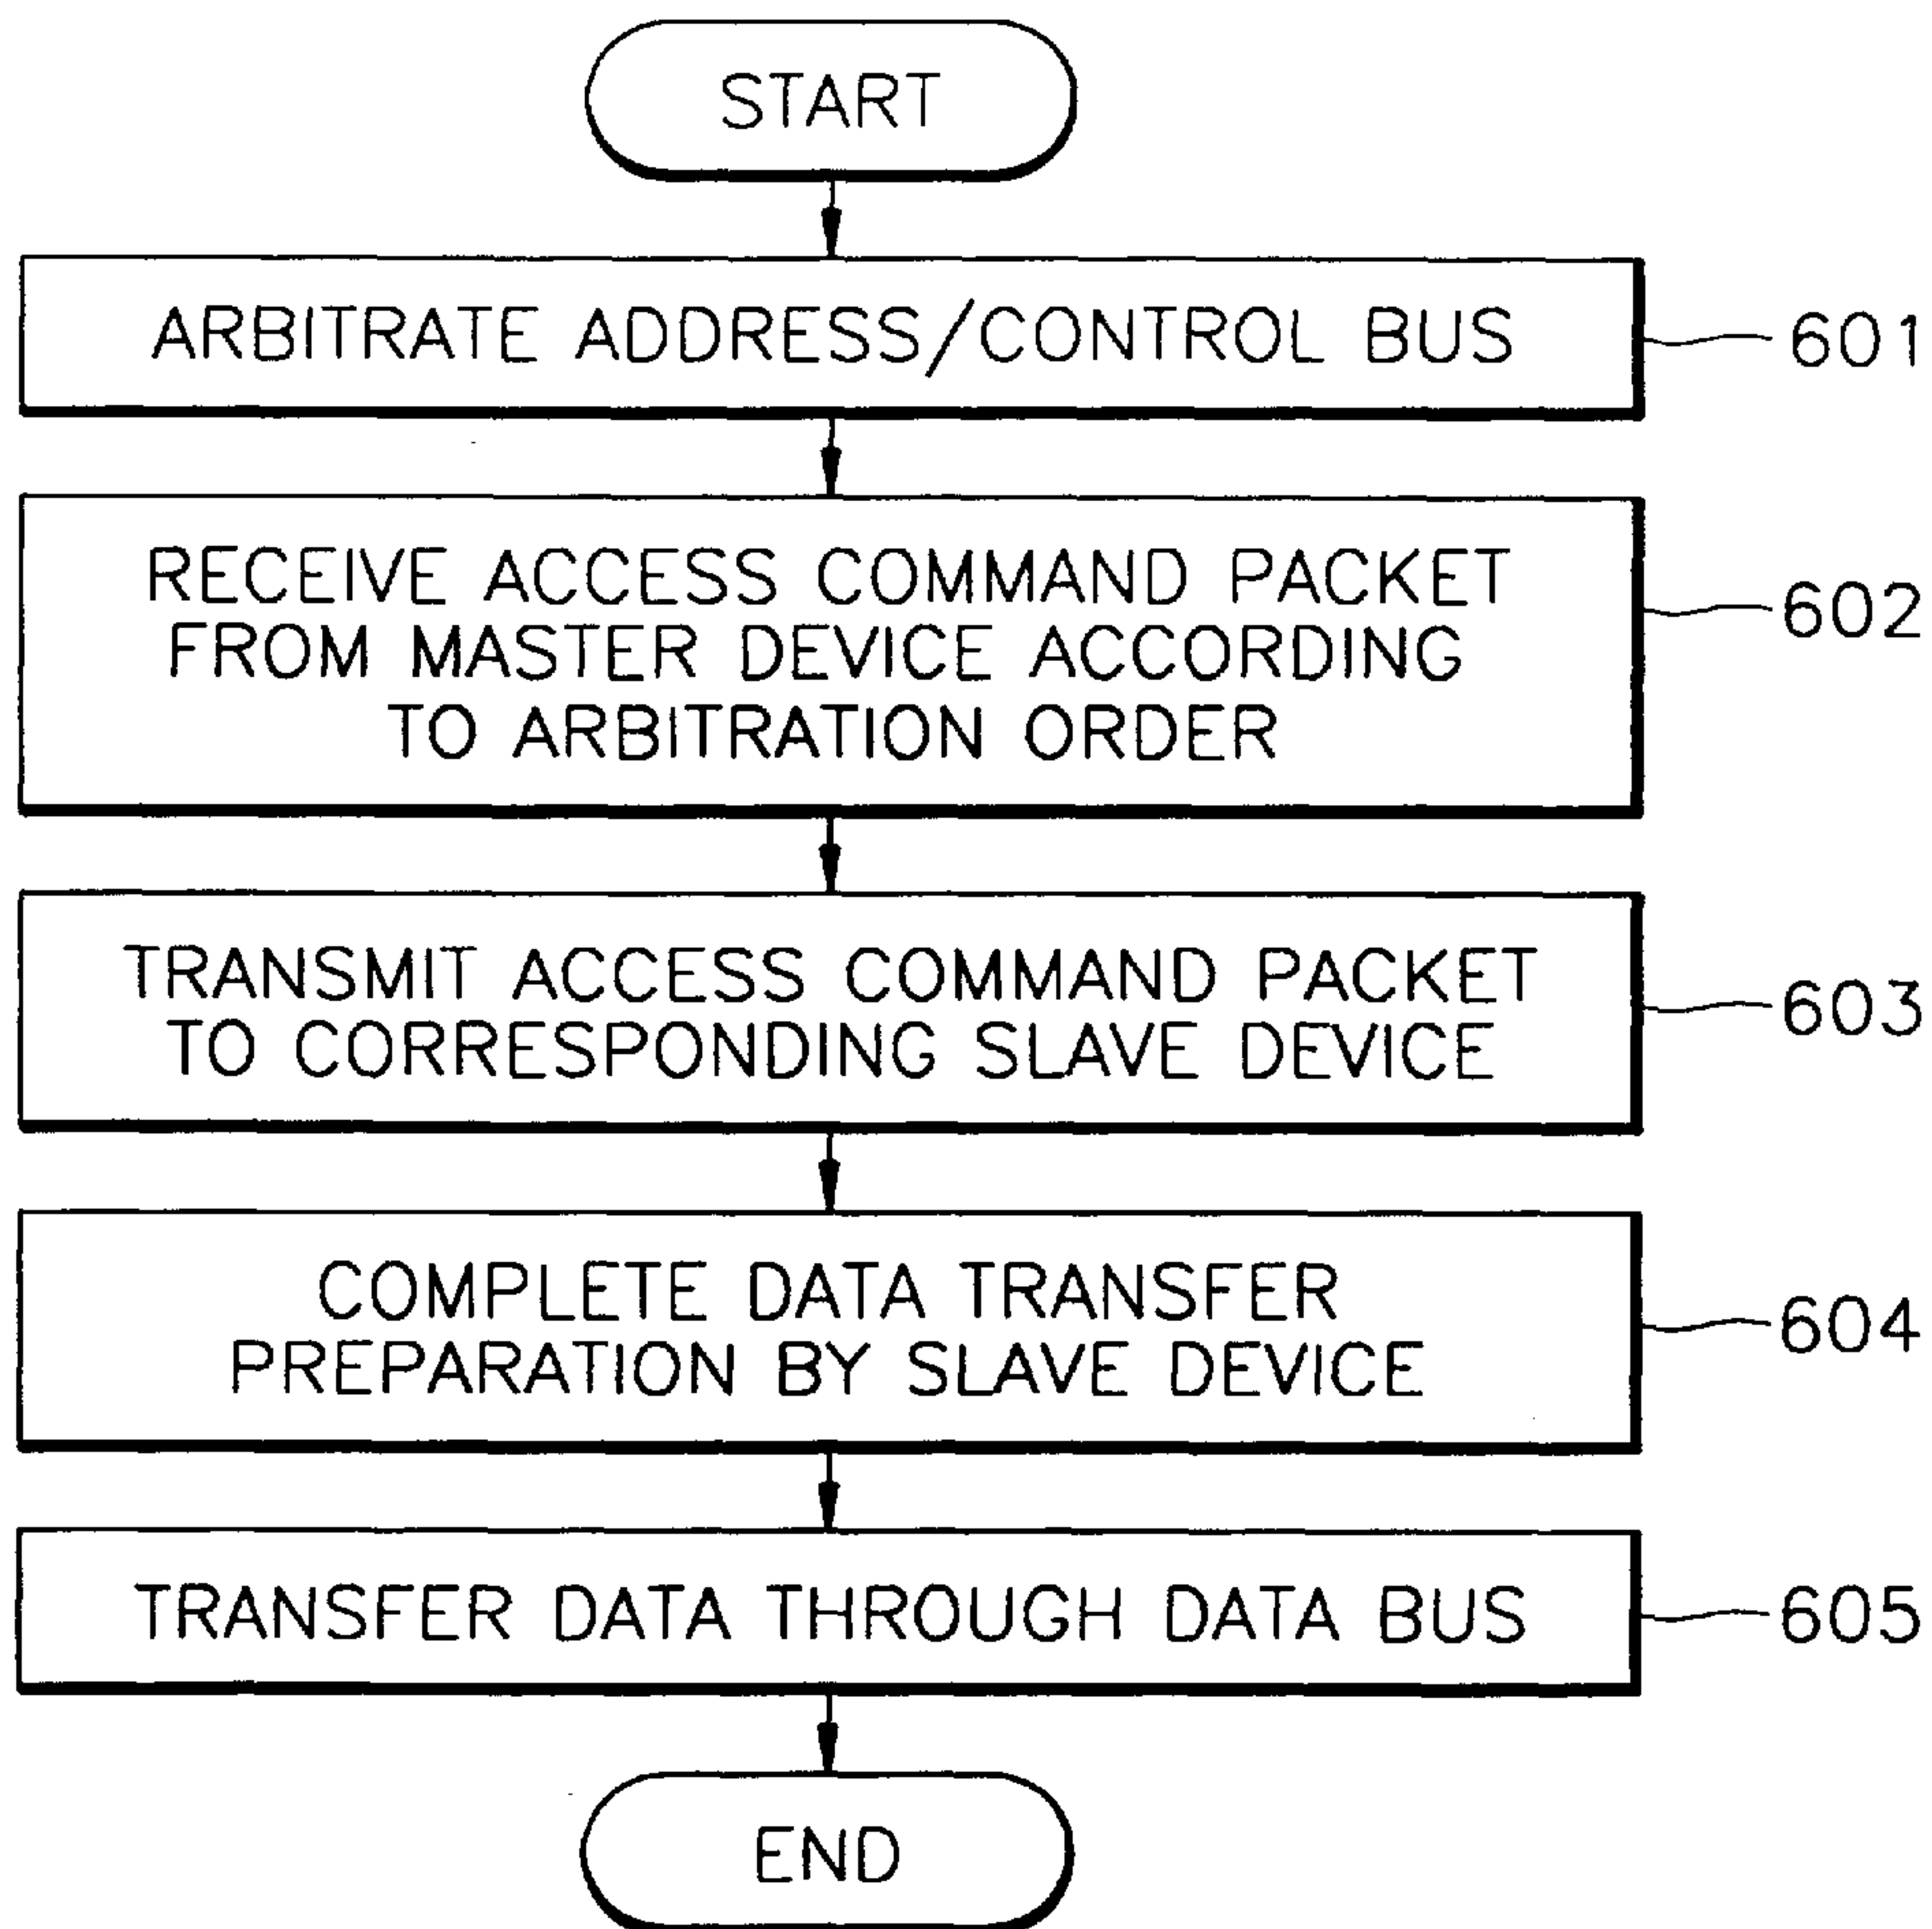 START
ARBITRATE ADDRESS/CONTROL BUS
601
RECEIVE ACCESS COMMAND PACKET
FROM MASTER DEVICE ACCORDING
TO ARBITRATION ORDER
602
TRANSMIT ACCESS COMMAND PACKET
TO CORRESPONDING SLAVE DEVICE
603
COMPLETE DATA TRANSFER
PREPARATION BY SLAVE DEVICE
604
TRANSFER DATA THROUGH DATA BUS
605
END